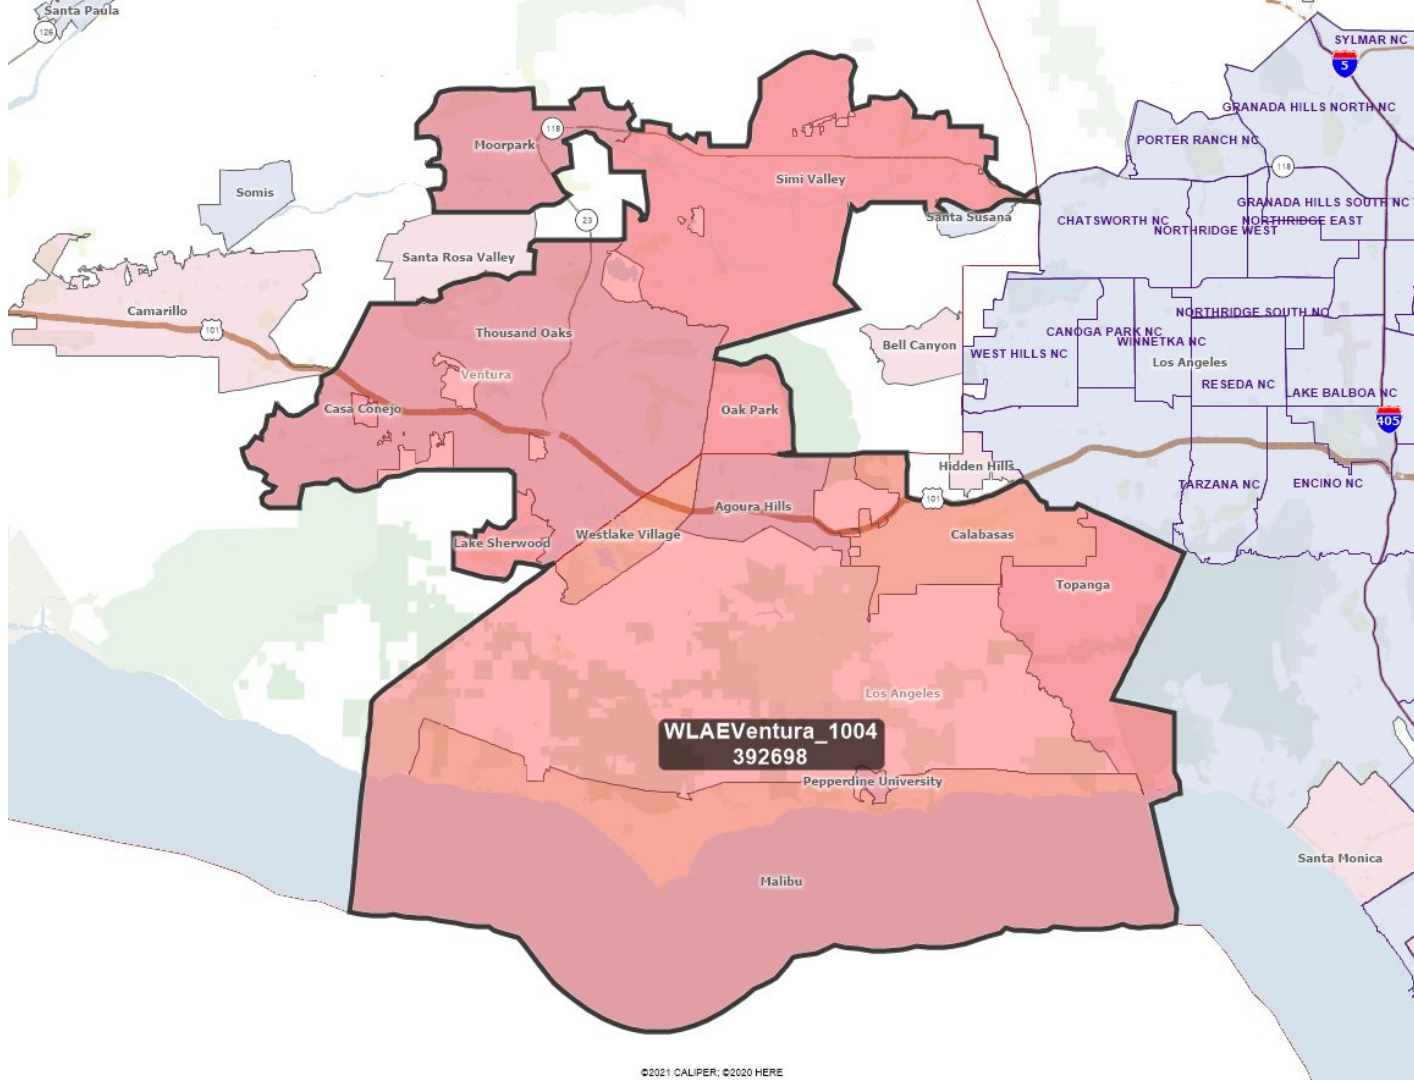 Santa Paula
126
SYLMAR NC
5
GRANADA HILLS NORTH NC
118
Moorpark
PORTER RANCH NC
118
Simi Valley
Somis
GRANADA HILLS SOUTH NC
23
Santa Susana
CHATSWORTH NC
NORTHRIDGE EAST
NORTHRIDGE WEST
Santa Rosa Valley
Camarillo
NORTHRIDGE SOUTH NC
101
Thousand Oaks
CANOGA PARK NC
WINNETKA NC
Bell Canyon
WEST HILLS NC
Los Angeles
Ventura
RESEDA NC
LAKE BALBOA NC
Casa Conejo
Oak Park
405
Hidden Hills
TARZANA NC
ENCINO NC
101
Agoura Hills
Westlake Village
Calabasas
Lake Sherwood
Topanga
Los Angeles
WLAEVentura_1004
392698
Pepperdine University
Santa Monica
Malibu
©2021 CALIPER; ©2020 HERE